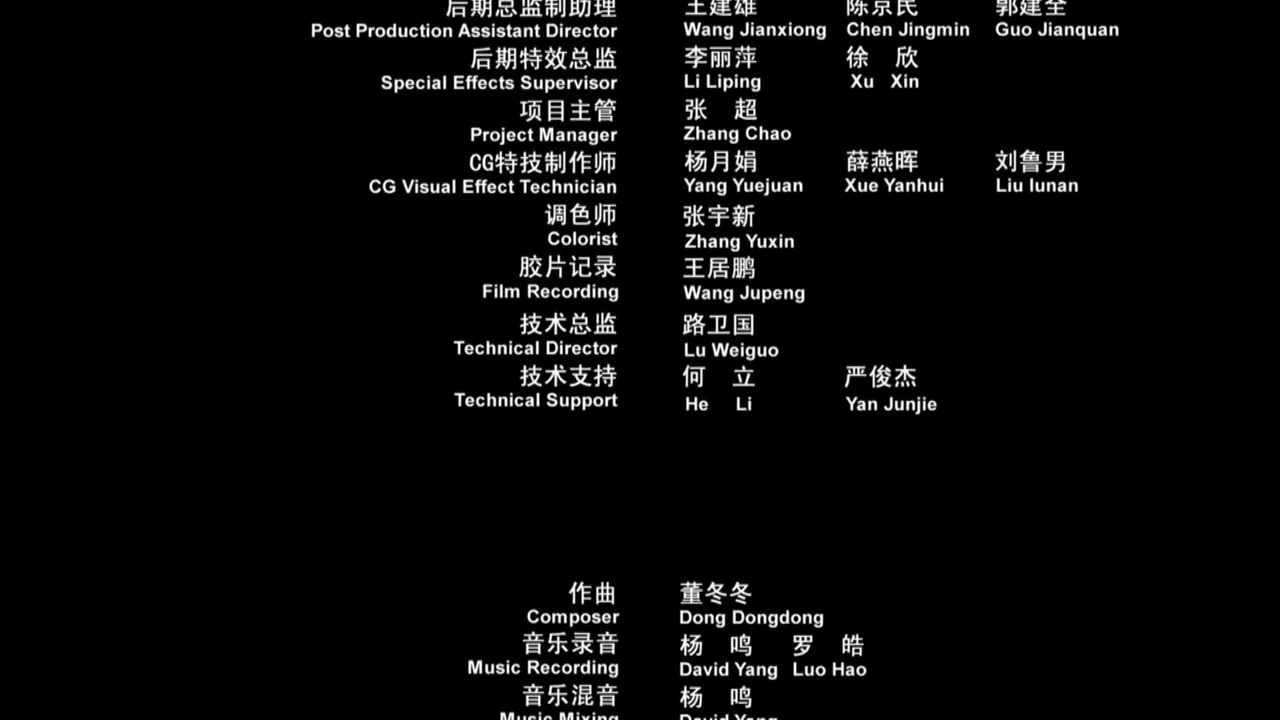 后期总监制助理 王建雄 陈京民 郭建全
Post Production Assistant Director Wang Jianxiong Chen Jingmin Guo Jianquan
后期特效总监 李丽萍 徐 欣
Special Effects Supervisor Li Liping Xu Xin
项目主管 张 超
Project Manager Zhang Chao
CG特技制作师 杨月娟 薛燕晖 刘鲁男
CG Visual Effect Technician Yang Yuejuan Xue Yanhui Liu lunan
调色师 张宇新
Colorist Zhang Yuxin
胶片记录 王居鹏
Film Recording Wang Jupeng
技术总监 路卫国
Technical Director Lu Weiguo
技术支持 何 立 严俊杰
Technical Support He Li Yan Junjie
作曲 董冬冬
Composer Dong Dongdong
音乐录音 杨 鸣 罗 皓
Music Recording David Yang Luo Hao
音乐混音 杨 鸣
Music Mixing David Yang